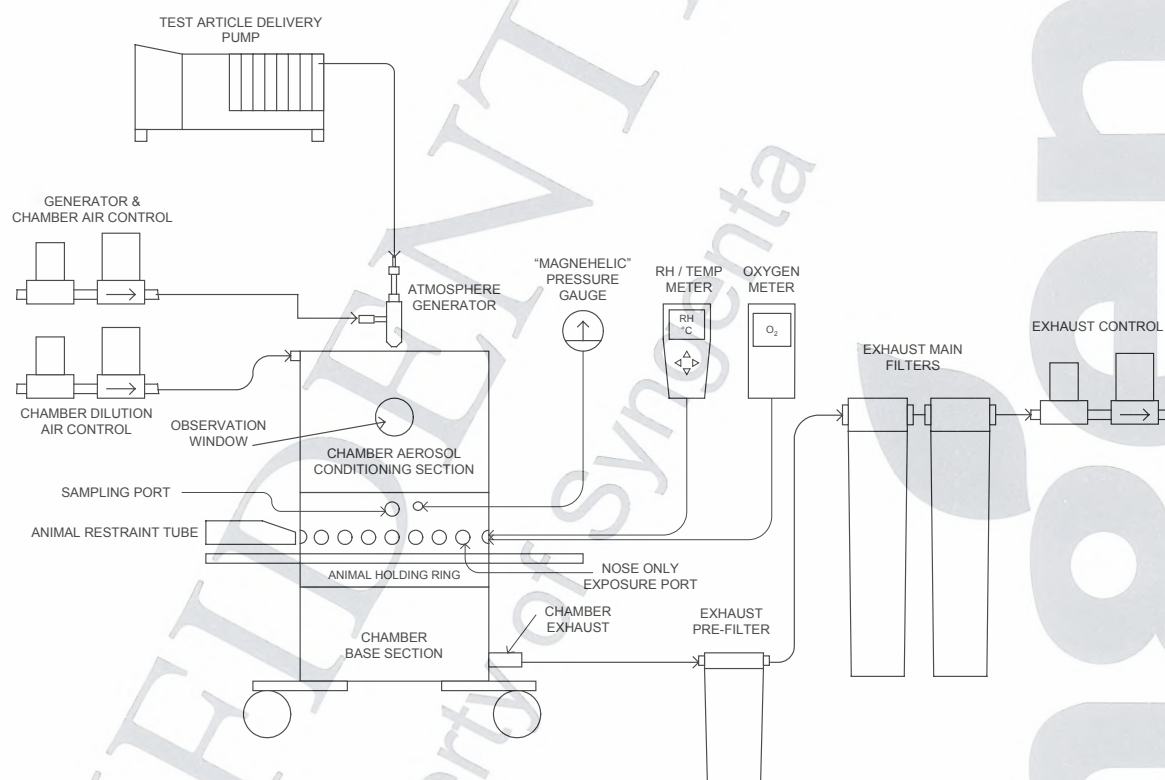 TEST ARTICLE DELIVERY
PUMP
GENERATOR &
CHAMBER AIR CONTROL
ATMOSPHERE
GENERATOR
"MAGNEHELIC"
PRESSURE
GAUGE
RH / TEMP
METER
OXYGEN
METER
RH
°C
O₂
EXHAUST CONTROL
EXHAUST MAIN
FILTERS
CHAMBER DILUTION
AIR CONTROL
OBSERVATION
WINDOW
CHAMBER AEROSOL
CONDITIONING SECTION
SAMPLING PORT
ANIMAL RESTRAINT TUBE
ANIMAL HOLDING RING
NOSE ONLY
EXPOSURE PORT
CHAMBER
EXHAUST
EXHAUST
PRE-FILTER
CHAMBER
BASE SECTION
of Syngenta